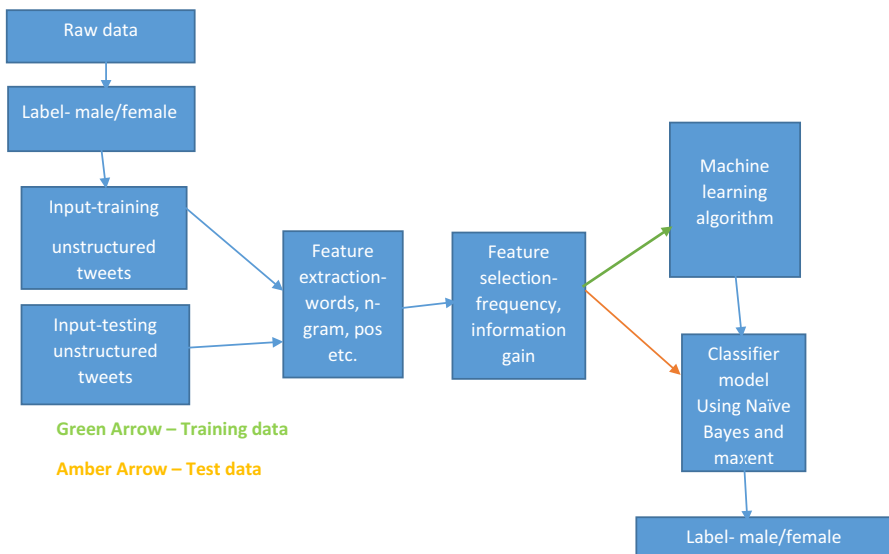 Raw data
Label- male/female
Input-training
unstructured
tweets
Input-testing
unstructured
tweets
Feature
extraction-
words, n-
gram, pos
etc.
Feature
selection-
frequency,
information
gain
Machine
learning
algorithm
Classifier
model
Using Naïve
Bayes and
maxent
Label- male/female
Green Arrow – Training data
Amber Arrow – Test data